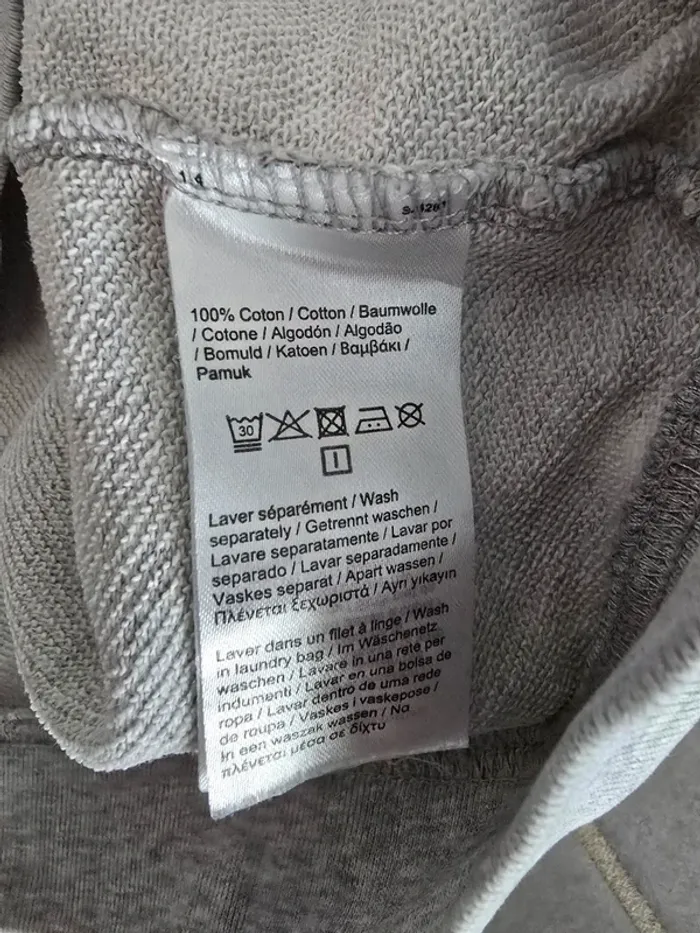 100% Coton / Cotton / Baumwolle
/ Cotone / Algodón / Algodão
/ Bomuld / Katoen / Βαμβάκι /
Pamuk
30
Laver séparément / Wash
separately / Getrennt waschen /
Lavare separatamente / Lavar por
separado / Lavar separadamente /
Vaskes separat / Apart wassen /
Πλένεται ξεχωριστά / Ayrı yıkayın
Laver dans un filet à linge / Wash
in laundry bag / Im Wäschenetz
waschen / Lavare in una rete per
indumenti / Lavar en una bolsa de
ropa / Lavar dentro de uma rede
de roupa / Vaskes i vaskepose /
In een waszak wassen / Να
πλένεται μέσα σε δίχτυ